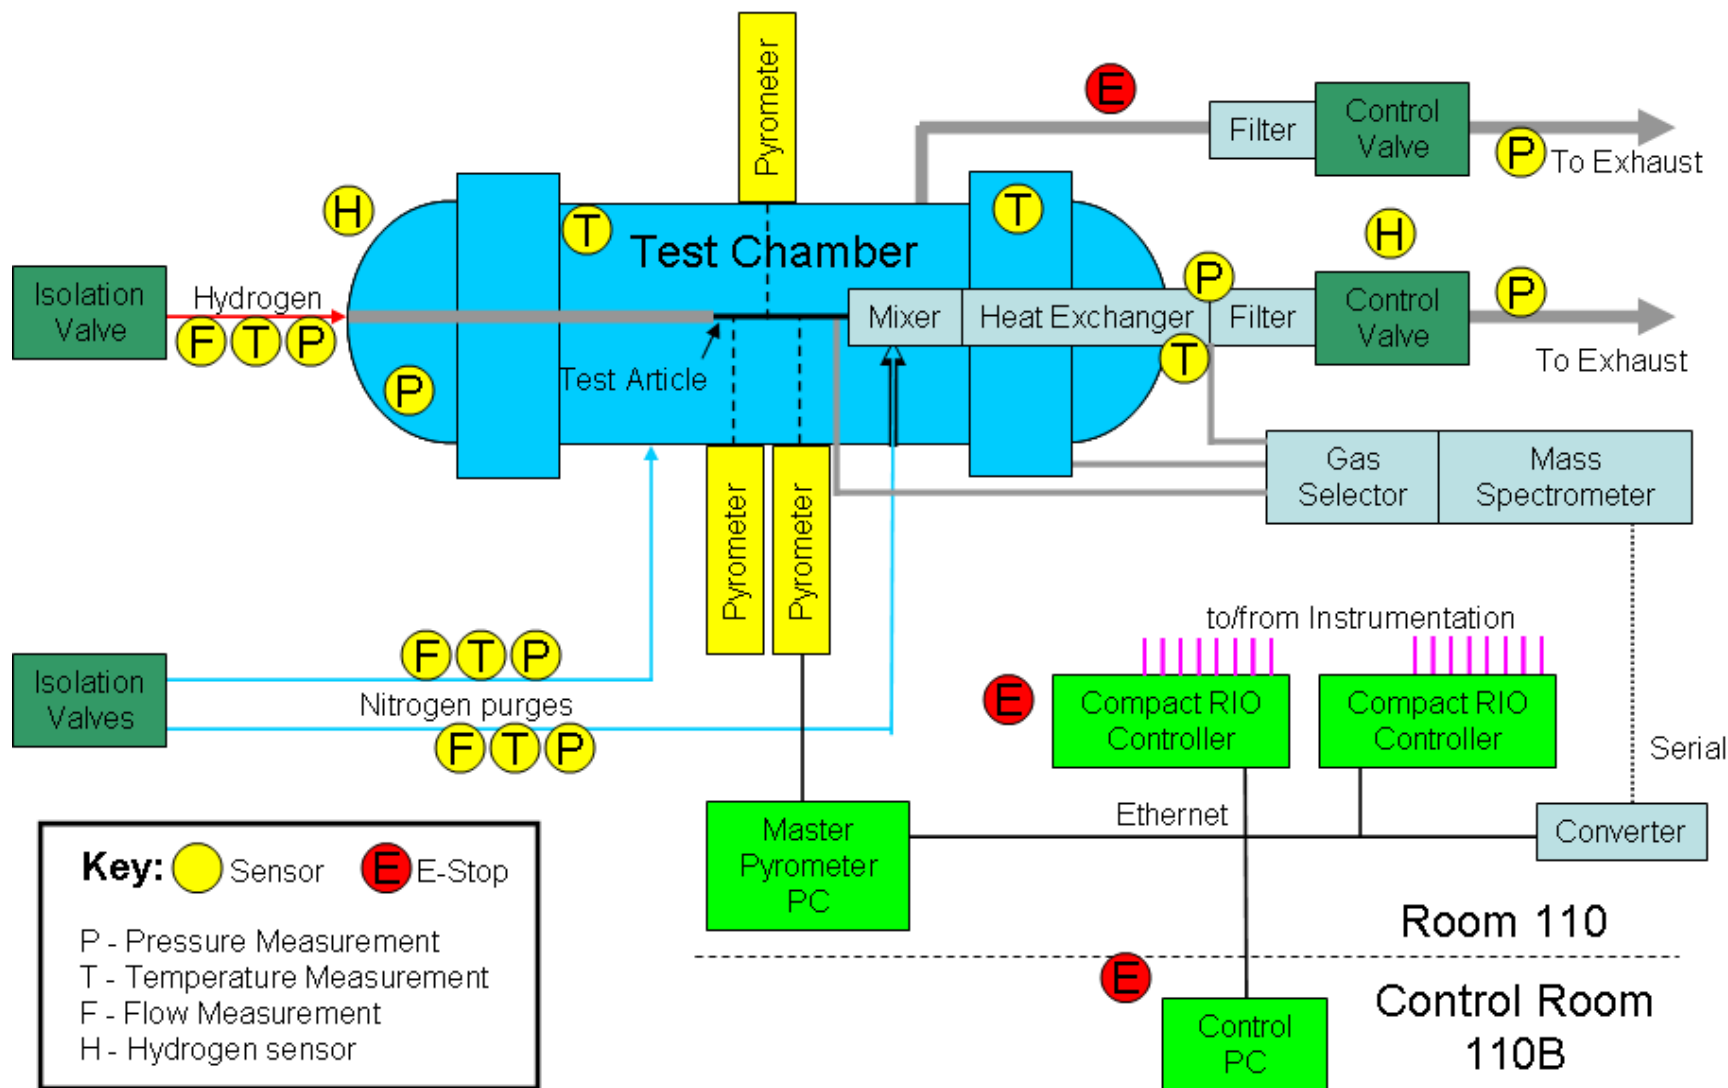 Pyrometer
E
Filter
Control
Valve
P
To Exhaust
H
T
T
H
Test Chamber
Isolation
Valve
Hydrogen
F T P
P
Mixer
Heat Exchanger
P
Filter
Control
Valve
P
To Exhaust
Test Article
T
P
Gas
Selector
Mass
Spectrometer
Pyrometer
Pyrometer
to/from Instrumentation
Isolation
Valves
F T P
Nitrogen purges
F T P
E
Compact RIO
Controller
Compact RIO
Controller
Serial
Ethernet
Master
Pyrometer
PC
Converter
Key: Sensor E E-Stop
P - Pressure Measurement
T - Temperature Measurement
F - Flow Measurement
H - Hydrogen sensor
Room 110
E
Control Room
110B
Control
PC